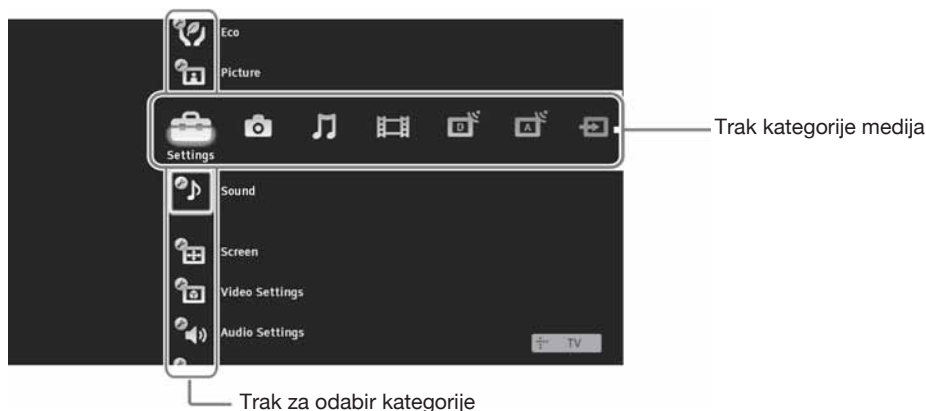 Eco
Picture
Trak kategorije medija
D
A
Settings
Sound
Screen
Video Settings
Audio Settings
TV
Trak za odabir kategorije